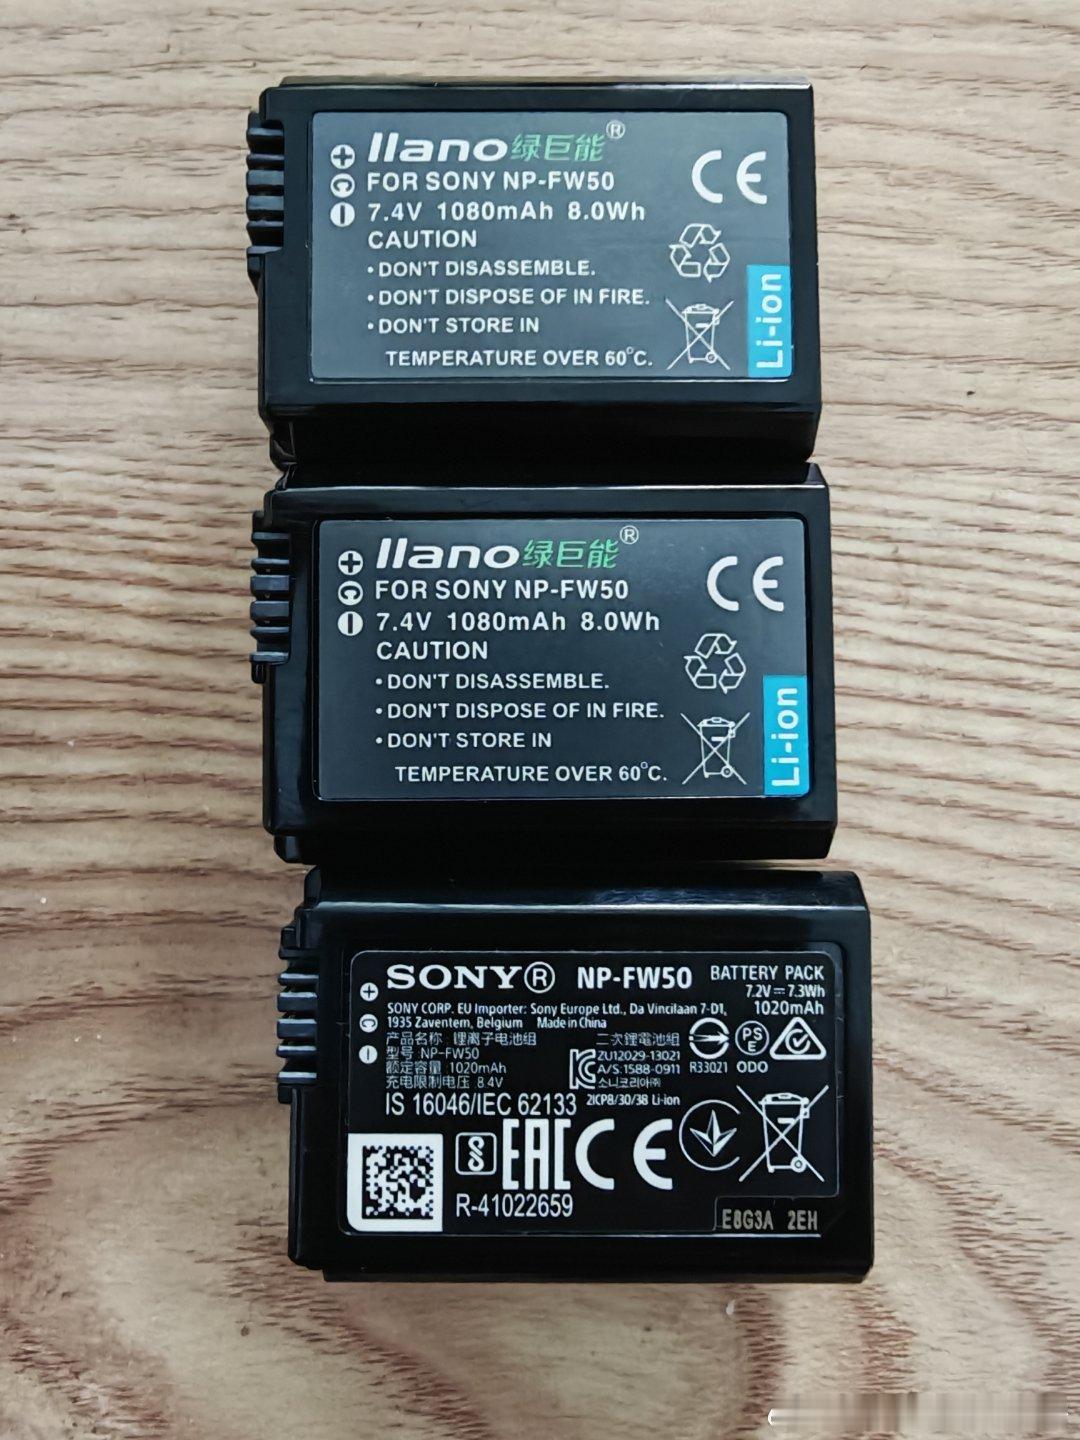 llano绿巨能®
FOR SONY NP-FW50
7.4V 1080mAh 8.0Wh
CAUTION
•DON'T DISASSEMBLE.
•DON'T DISPOSE OF IN FIRE.
•DON'T STORE IN
TEMPERATURE OVER 60°C.
CE
Li-ion
llano绿巨能®
FOR SONY NP-FW50
7.4V 1080mAh 8.0Wh
CAUTION
•DON'T DISASSEMBLE.
•DON'T DISPOSE OF IN FIRE.
•DON'T STORE IN
TEMPERATURE OVER 60°C.
CE
Li-ion
SONY® NP-FW50 BATTERY PACK
7.2V⎓7.3Wh
1020mAh
SONY CORP. EU Importer: Sony Europe Ltd., Da Vincilaan 7-D1,
1935 Zaventem, Belgium Made in China
产品名称: 锂离子电池组 二次鋰電池組
型号: NP-FW50 ZU12029-13021
额定容量: 1020mAh A/S:1588-0911
充电限制电压: 8.4V 소니코리아㈜
R33021 PSE ODO
IS 16046/IEC 62133 2ICP8/30/38 Li-ion
EAC CE
R-41022659
E8G3A 2EH